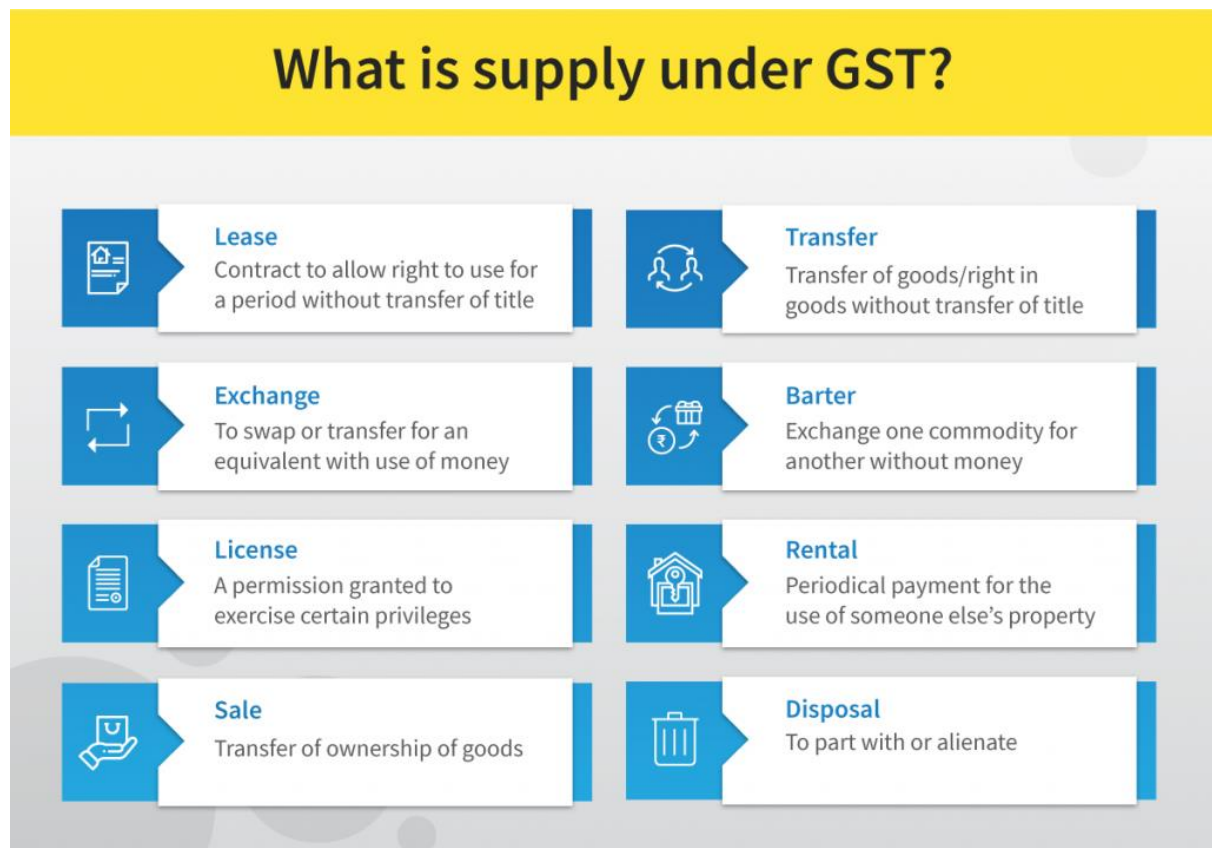 What is supply under GST?
Lease
Contract to allow right to use for
a period without transfer of title
Transfer
Transfer of goods/right in
goods without transfer of title
Exchange
To swap or transfer for an
equivalent with use of money
Barter
Exchange one commodity for
another without money
License
A permission granted to
exercise certain privileges
Rental
Periodical payment for the
use of someone else’s property
Sale
Transfer of ownership of goods
Disposal
To part with or alienate